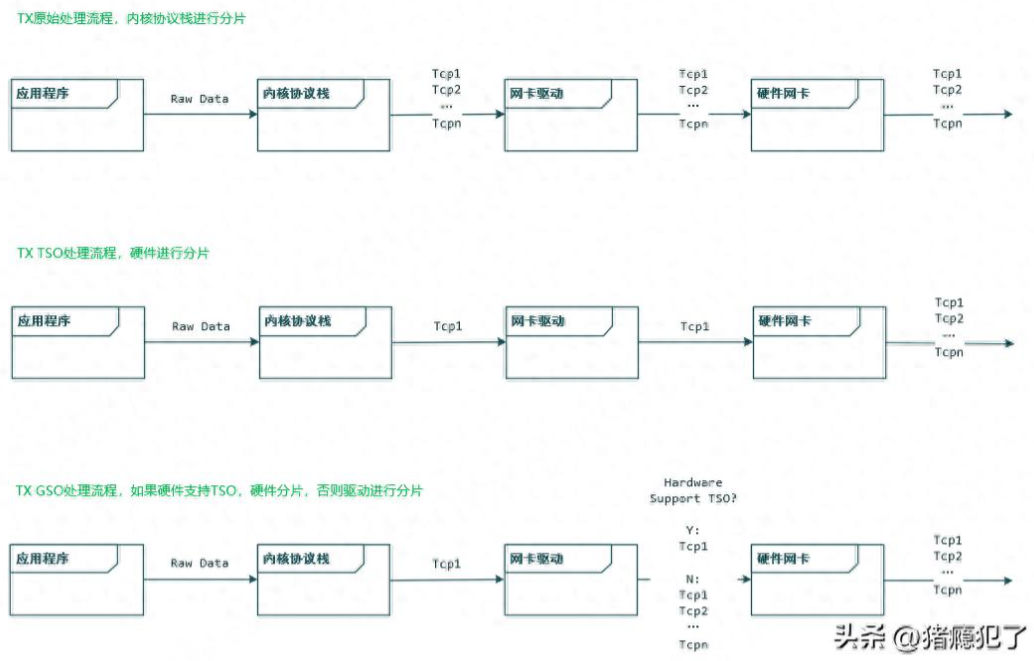 TX原始处理流程，内核协议栈进行分片
应用程序
Raw Data
内核协议栈
Tcp1
Tcp2
...
Tcpn
网卡驱动
Tcp1
Tcp2
...
Tcpn
硬件网卡
Tcp1
Tcp2
...
Tcpn
TX TSO处理流程，硬件进行分片
应用程序
Raw Data
内核协议栈
Tcp1
网卡驱动
Tcp1
硬件网卡
Tcp1
Tcp2
...
Tcpn
TX GSO处理流程，如果硬件支持TSO，硬件分片，否则驱动进行分片
应用程序
Raw Data
内核协议栈
Tcp1
网卡驱动
Hardware
Support TSO?
Y:
Tcp1
N:
Tcp1
Tcp2
...
Tcpn
硬件网卡
Tcp1
Tcp2
...
Tcpn
头条 @猪瘾犯了